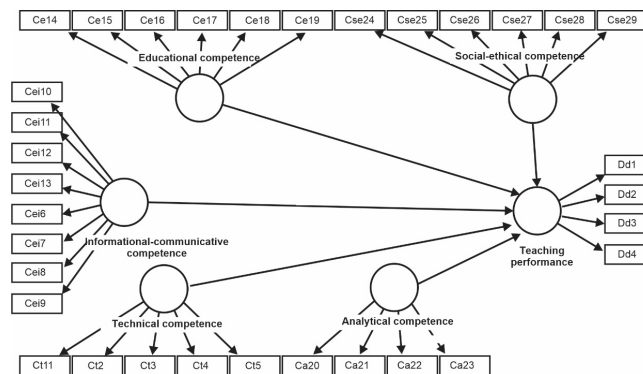 Ce14 Ce15 Ce16 Ce17 Ce18 Ce19 Cse24 Cse25 Cse26 Cse27 Cse28 Cse29
Educational competence
Social-ethical competence
Cei10
Cei11
Cei12
Cei13
Cei6
Cei7
Cei8
Cei9
Informational-communicative
competence
Dd1
Dd2
Dd3
Dd4
Teaching
performance
Technical competence
Analytical competence
Ct11 Ct2 Ct3 Ct4 Ct5 Ca20 Ca21 Ca22 Ca23